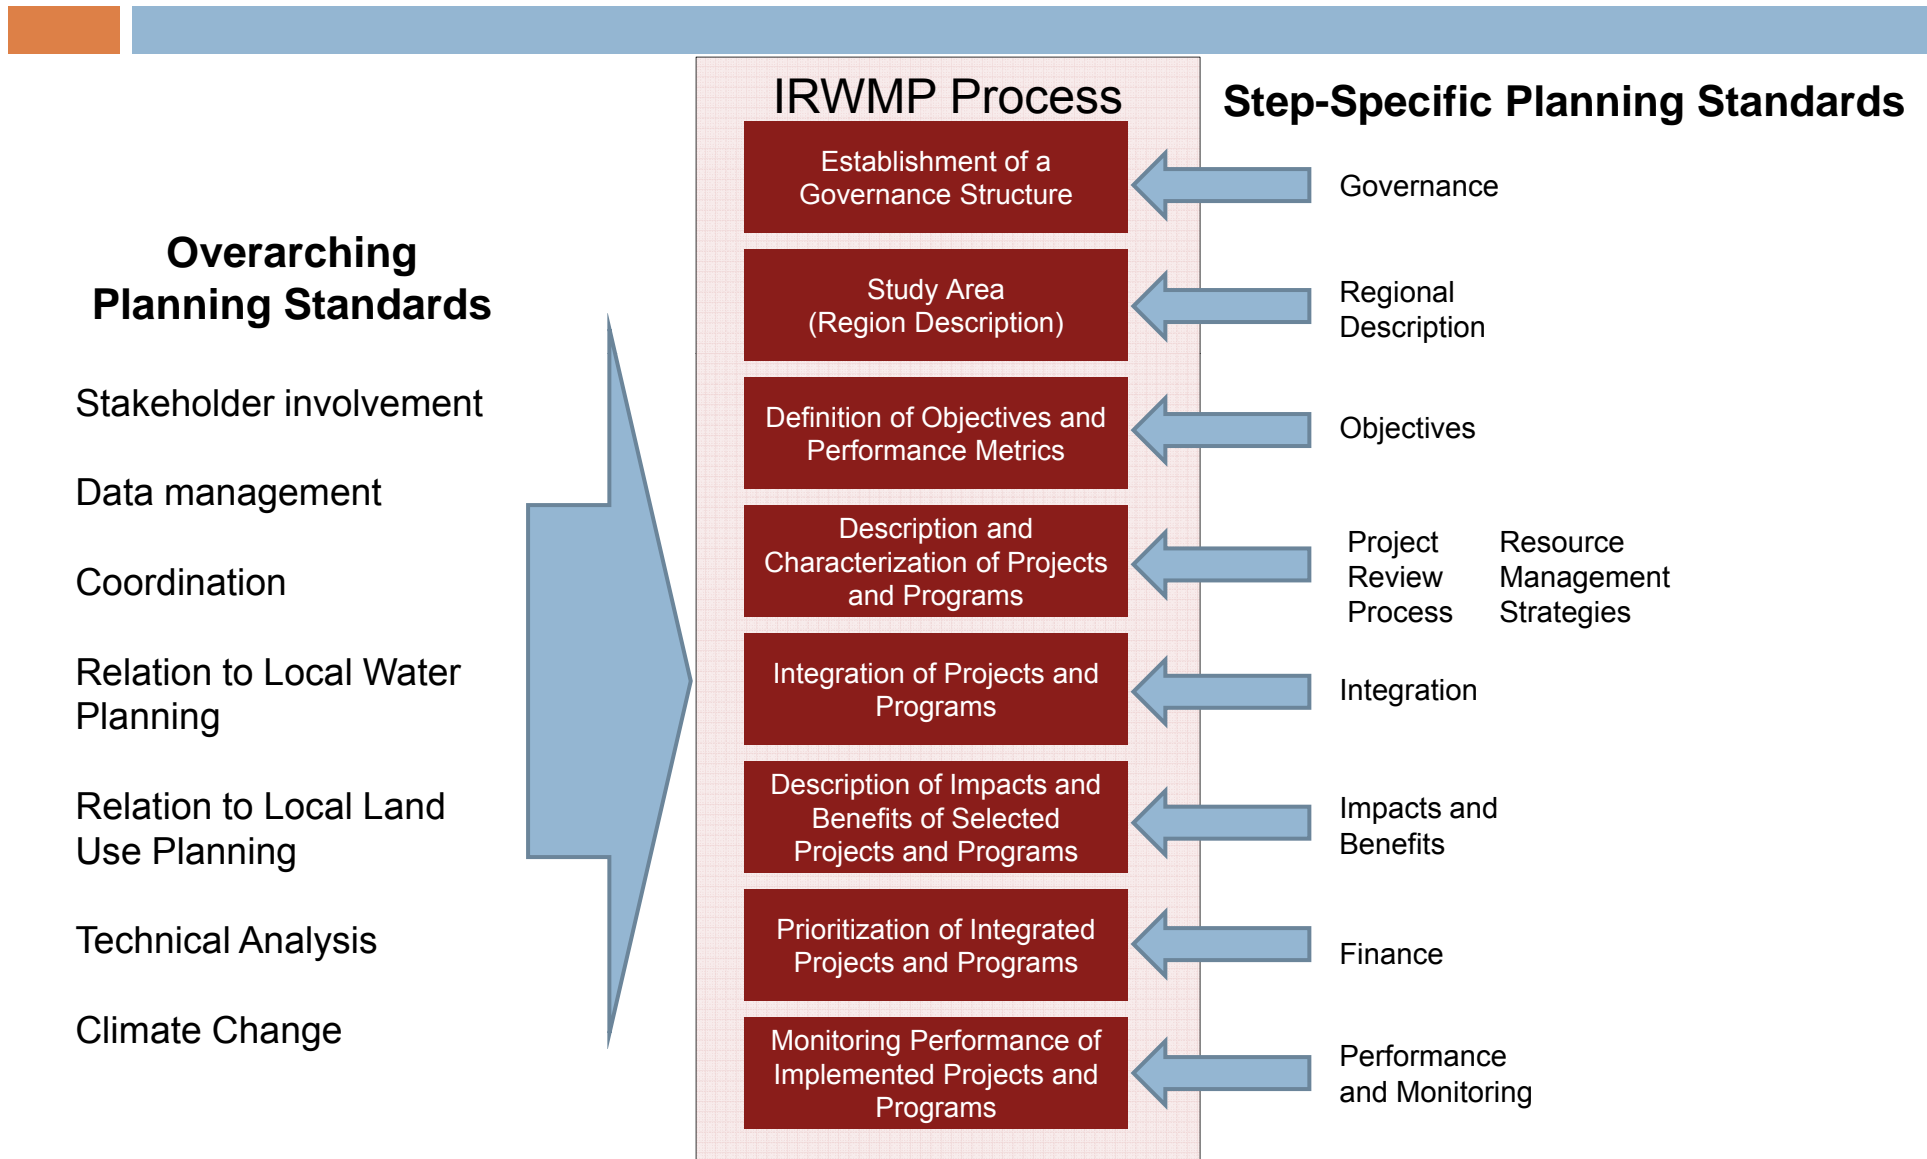 Overarching
Planning Standards
Stakeholder involvement
Data management
Coordination
Relation to Local Water
Planning
Relation to Local Land
Use Planning
Technical Analysis
Climate Change
IRWMP Process
Establishment of a
Governance Structure
Study Area
(Region Description)
Definition of Objectives and
Performance Metrics
Description and
Characterization of Projects
and Programs
Integration of Projects and
Programs
Description of Impacts and
Benefits of Selected
Projects and Programs
Prioritization of Integrated
Projects and Programs
Monitoring Performance of
Implemented Projects and
Programs
Step-Specific Planning Standards
Governance
Regional
Description
Objectives
Project
Review
Process
Resource
Management
Strategies
Integration
Impacts and
Benefits
Finance
Performance
and Monitoring